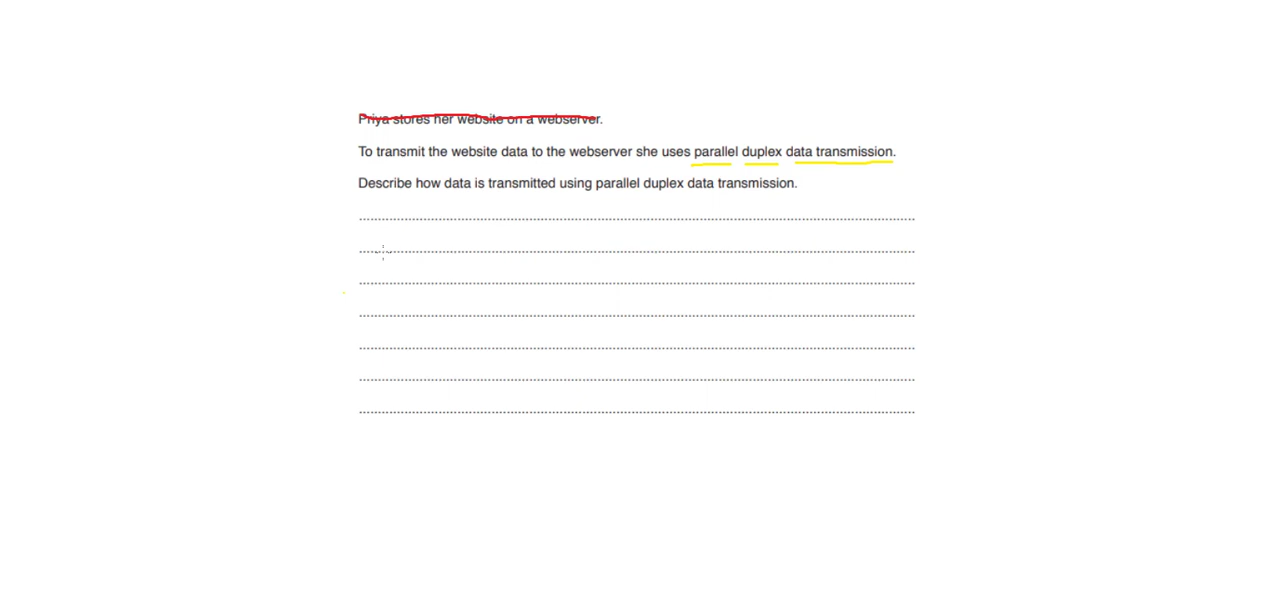 Priya stores her website on a webserver.
To transmit the website data to the webserver she uses parallel duplex data transmission.
Describe how data is transmitted using parallel duplex data transmission.